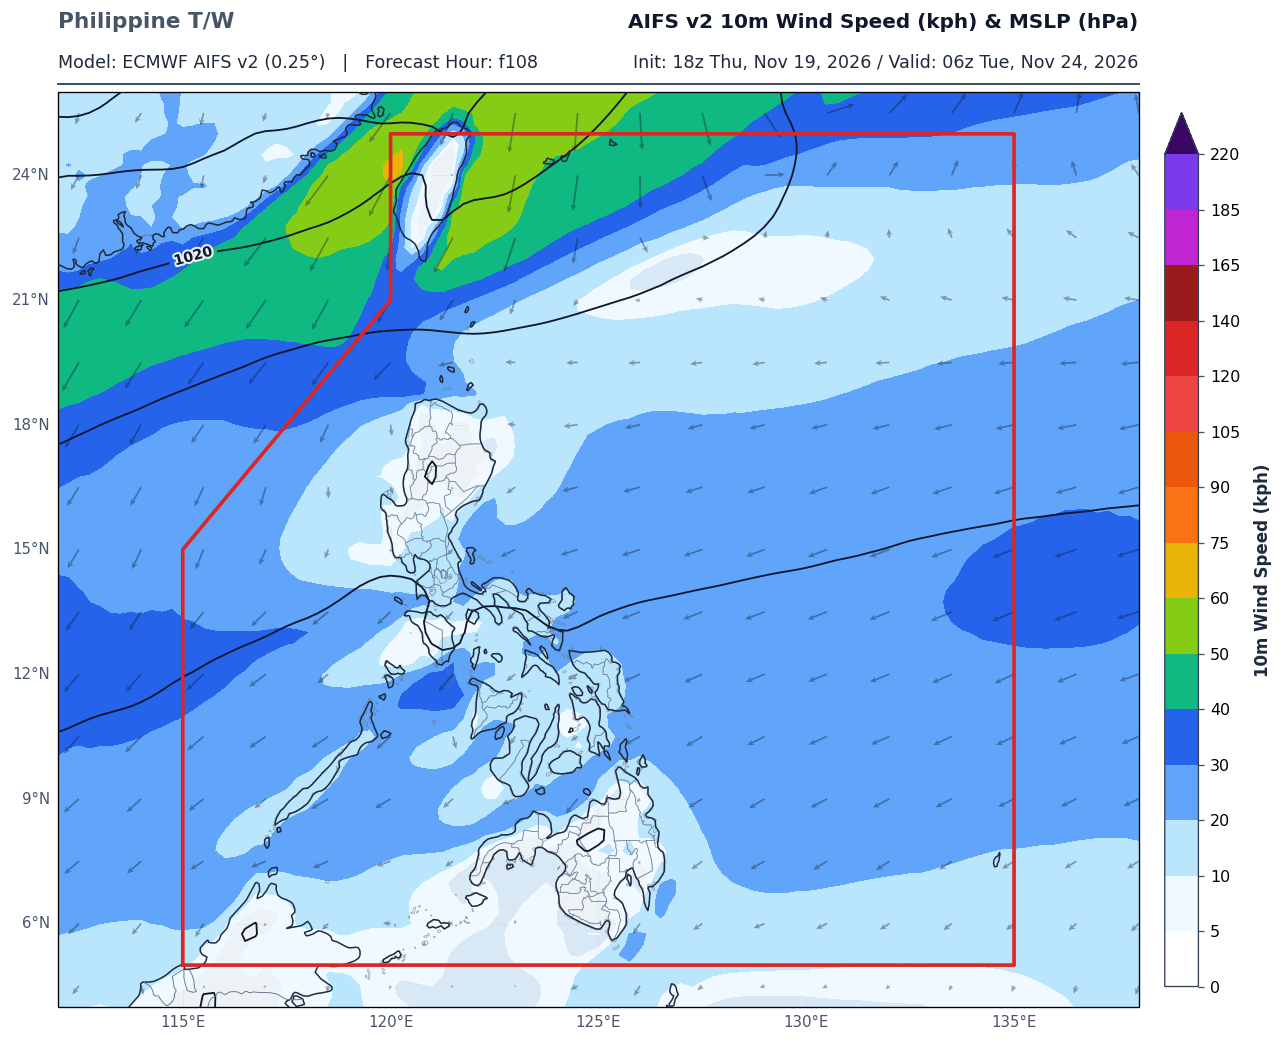 Philippine T/W
AIFS v2 10m Wind Speed (kph) & MSLP (hPa)
Model: ECMWF AIFS v2 (0.25°) | Forecast Hour: f108
Init: 18z Thu, Nov 19, 2026 / Valid: 06z Tue, Nov 24, 2026
24°N
21°N
18°N
15°N
12°N
9°N
6°N
1020
115°E
120°E
125°E
130°E
135°E
220
185
165
140
120
105
90
75
60
50
40
30
20
10
5
0
10m Wind Speed (kph)